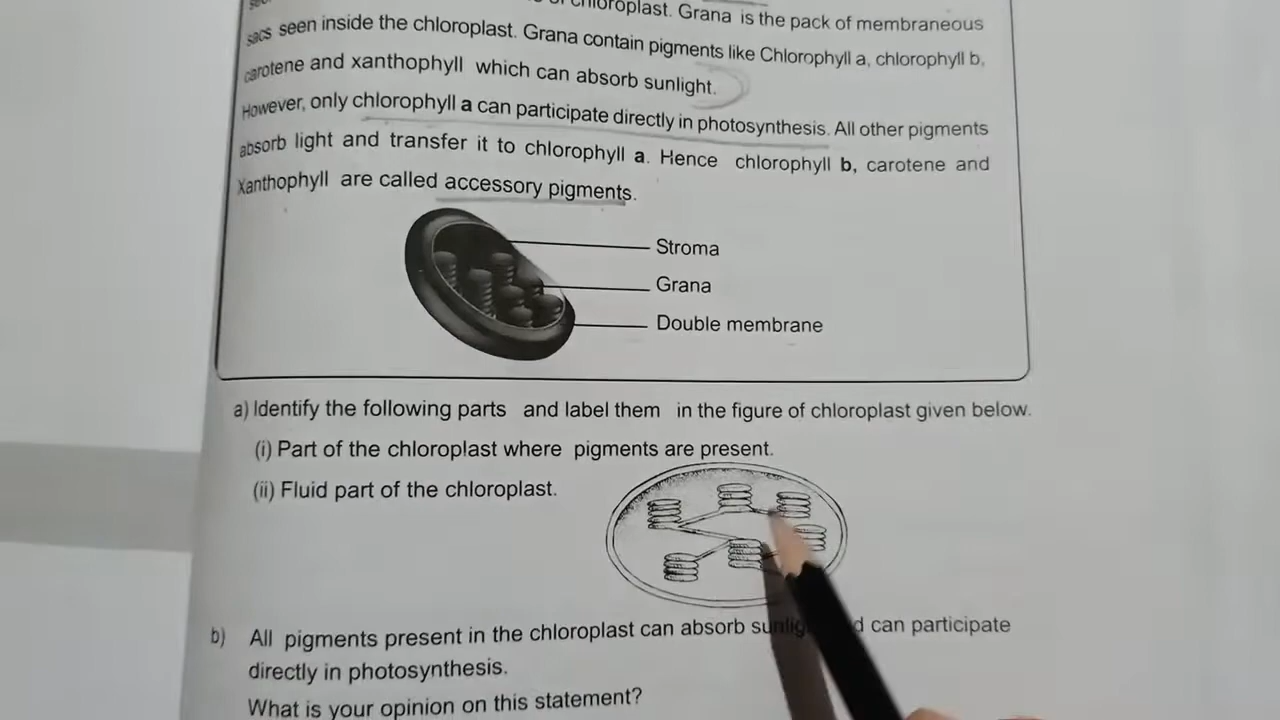 chloroplast. Grana is the pack of membraneous
sacs seen inside the chloroplast. Grana contain pigments like Chlorophyll a, chlorophyll b,
carotene and xanthophyll which can absorb sunlight.
However, only chlorophyll a can participate directly in photosynthesis. All other pigments
absorb light and transfer it to chlorophyll a. Hence chlorophyll b, carotene and
Xanthophyll are called accessory pigments.
Stroma
Grana
Double membrane
a) Identify the following parts and label them in the figure of chloroplast given below.
(i) Part of the chloroplast where pigments are present.
(ii) Fluid part of the chloroplast.
b) All pigments present in the chloroplast can absorb can participate
directly in photosynthesis.
What is your opinion on this statement?